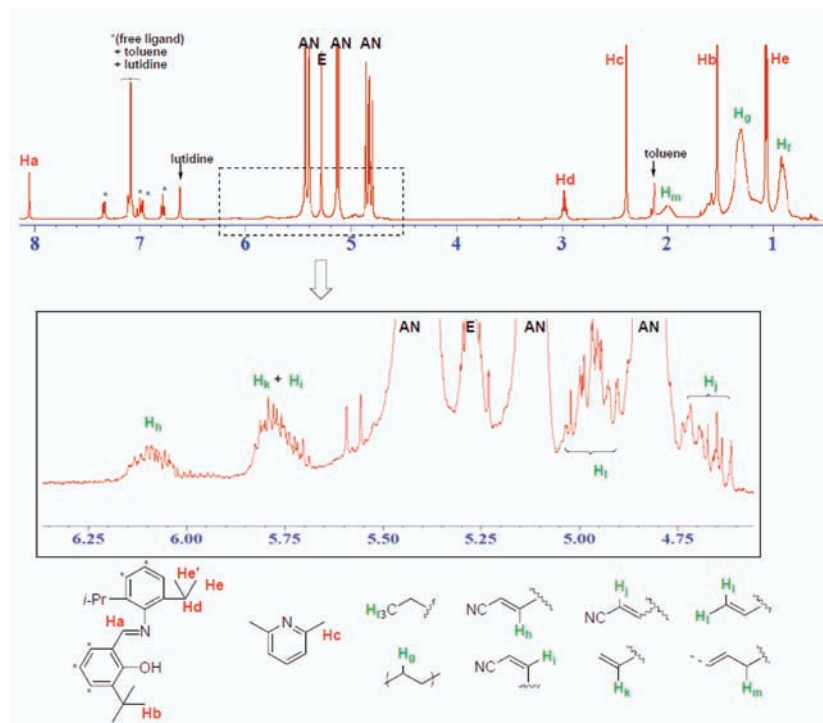 *(free ligand)
+ toluene
+ lutidine
AN
E
AN
AN
Hc
Hb
He
Hg
Hf
Ha
lutidine
toluene
Hd
Hm
8 7 6 5 4 3 2 1
AN E AN AN
Hk + Hi
Hj
Hh
Hl
6.25 6.00 5.75 5.50 5.25 5.00 4.75
He'
He
i-Pr
Hd
Ha
N
OH
Hb
N
Hc
Hf3C
NC
Hh
Hj
NC
Hi
Hl
Hg
NC
Hi
Hk
Hm